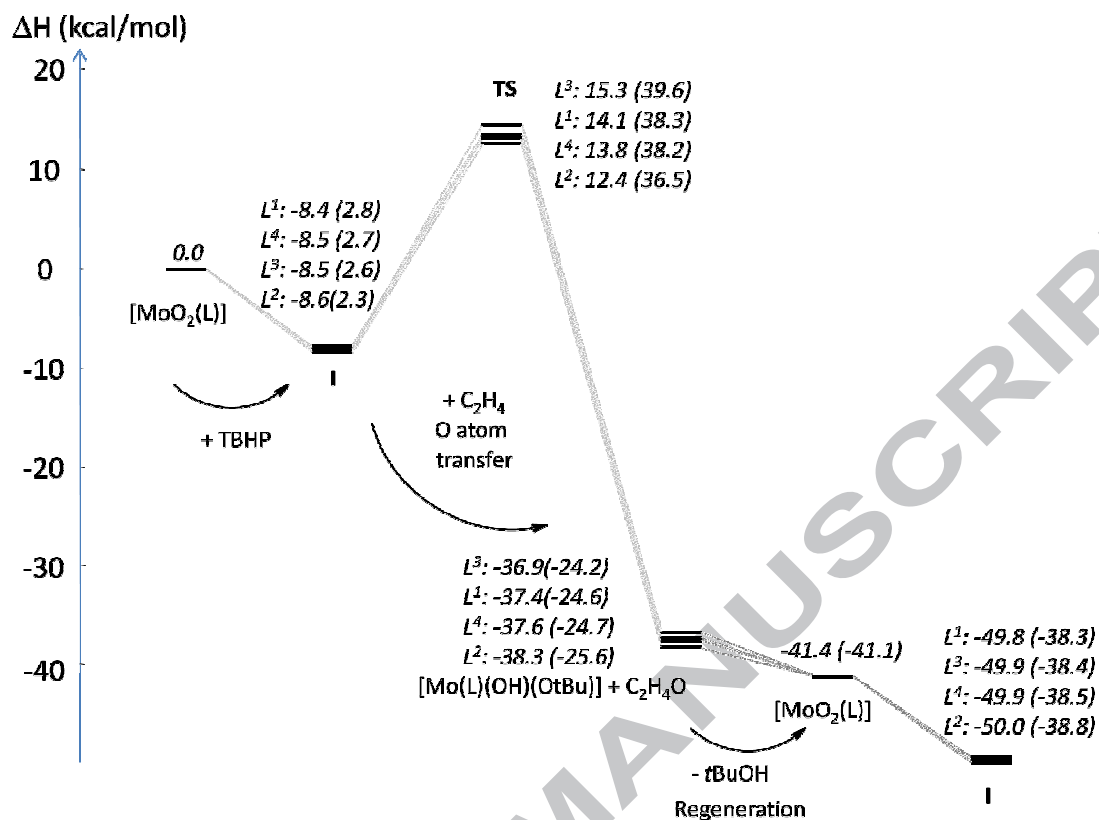 ΔH (kcal/mol)
20
10
0
-10
-20
-30
-40
TS
L³: 15.3 (39.6)
L¹: 14.1 (38.3)
L⁴: 13.8 (38.2)
L²: 12.4 (36.5)
L¹: -8.4 (2.8)
L⁴: -8.5 (2.7)
L³: -8.5 (2.6)
L²: -8.6(2.3)
0.0
[MoO₂(L)]
I
+ TBHP
+ C₂H₄
O atom
transfer
L³: -36.9(-24.2)
L¹: -37.4(-24.6)
L⁴: -37.6 (-24.7)
L²: -38.3 (-25.6)
[Mo(L)(OH)(OtBu)] + C₂H₄O
-41.4 (-41.1)
[MoO₂(L)]
- tBuOH
Regeneration
L¹: -49.8 (-38.3)
L³: -49.9 (-38.4)
L⁴: -49.9 (-38.5)
L²: -50.0 (-38.8)
I
MANUSCRIP